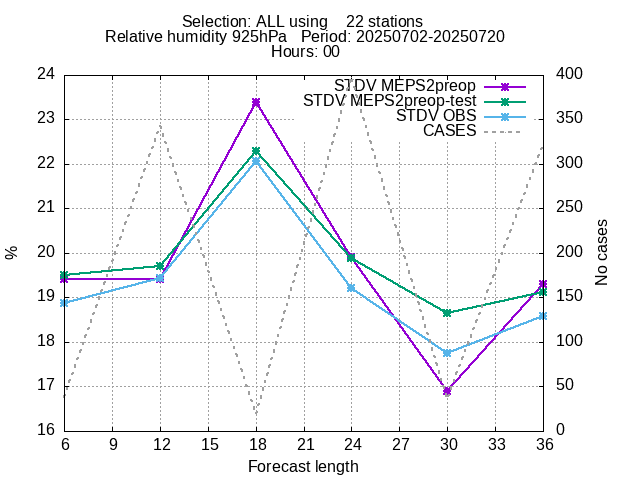 Selection: ALL using    22 stations
Relative humidity 925hPa   Period: 20250702-20250720
Hours: 00
STDV MEPS2preop
STDV MEPS2preop-test
STDV OBS
CASES
24
23
22
21
20
19
18
17
16
%
400
350
300
250
200
150
100
50
0
No cases
6 9 12 15 18 21 24 27 30 33 36
Forecast length